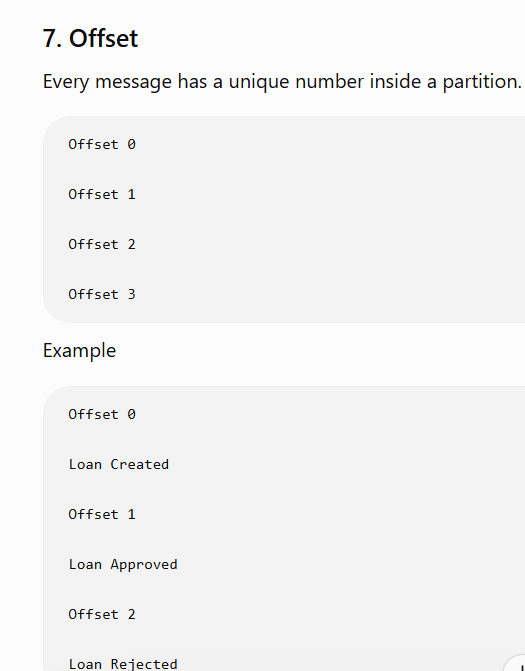 7. Offset
Every message has a unique number inside a partition.
Offset 0
Offset 1
Offset 2
Offset 3
Example
Offset 0
Loan Created
Offset 1
Loan Approved
Offset 2
Loan Rejected